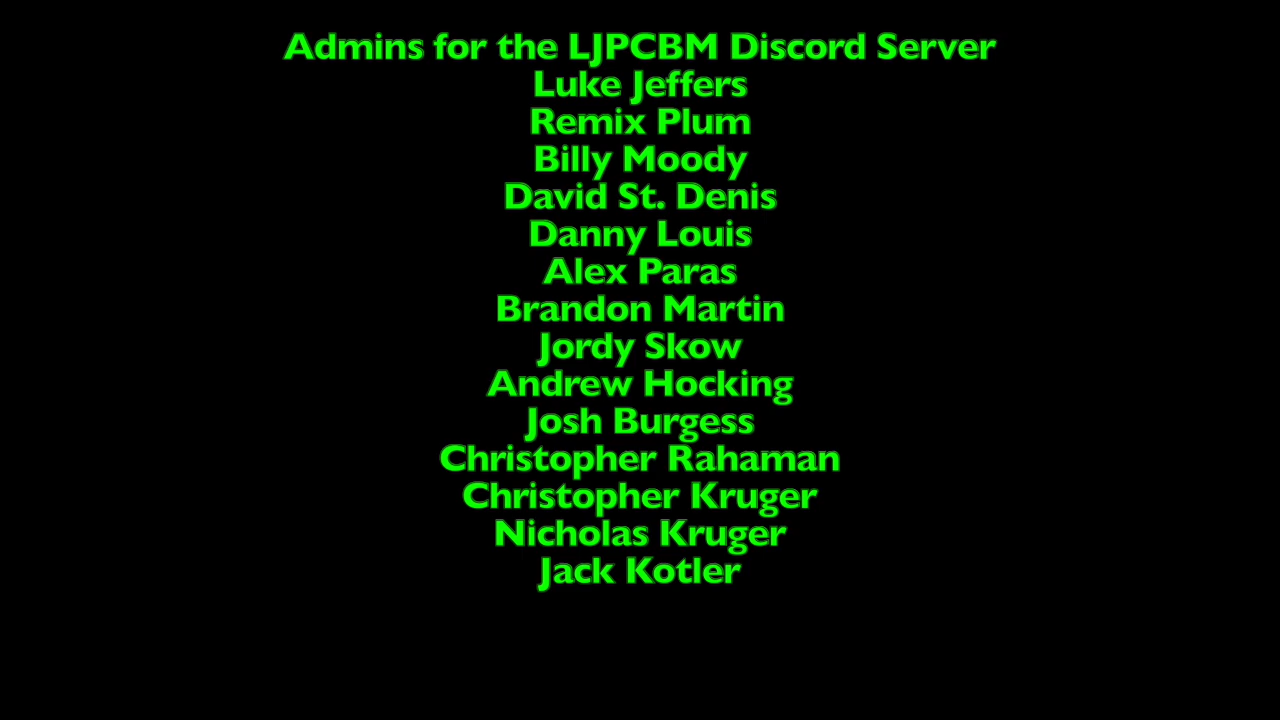 Admins for the LJPCBM Discord Server
Luke Jeffers
Remix Plum
Billy Moody
David St. Denis
Danny Louis
Alex Paras
Brandon Martin
Jordy Skow
Andrew Hocking
Josh Burgess
Christopher Rahaman
Christopher Kruger
Nicholas Kruger
Jack Kotler